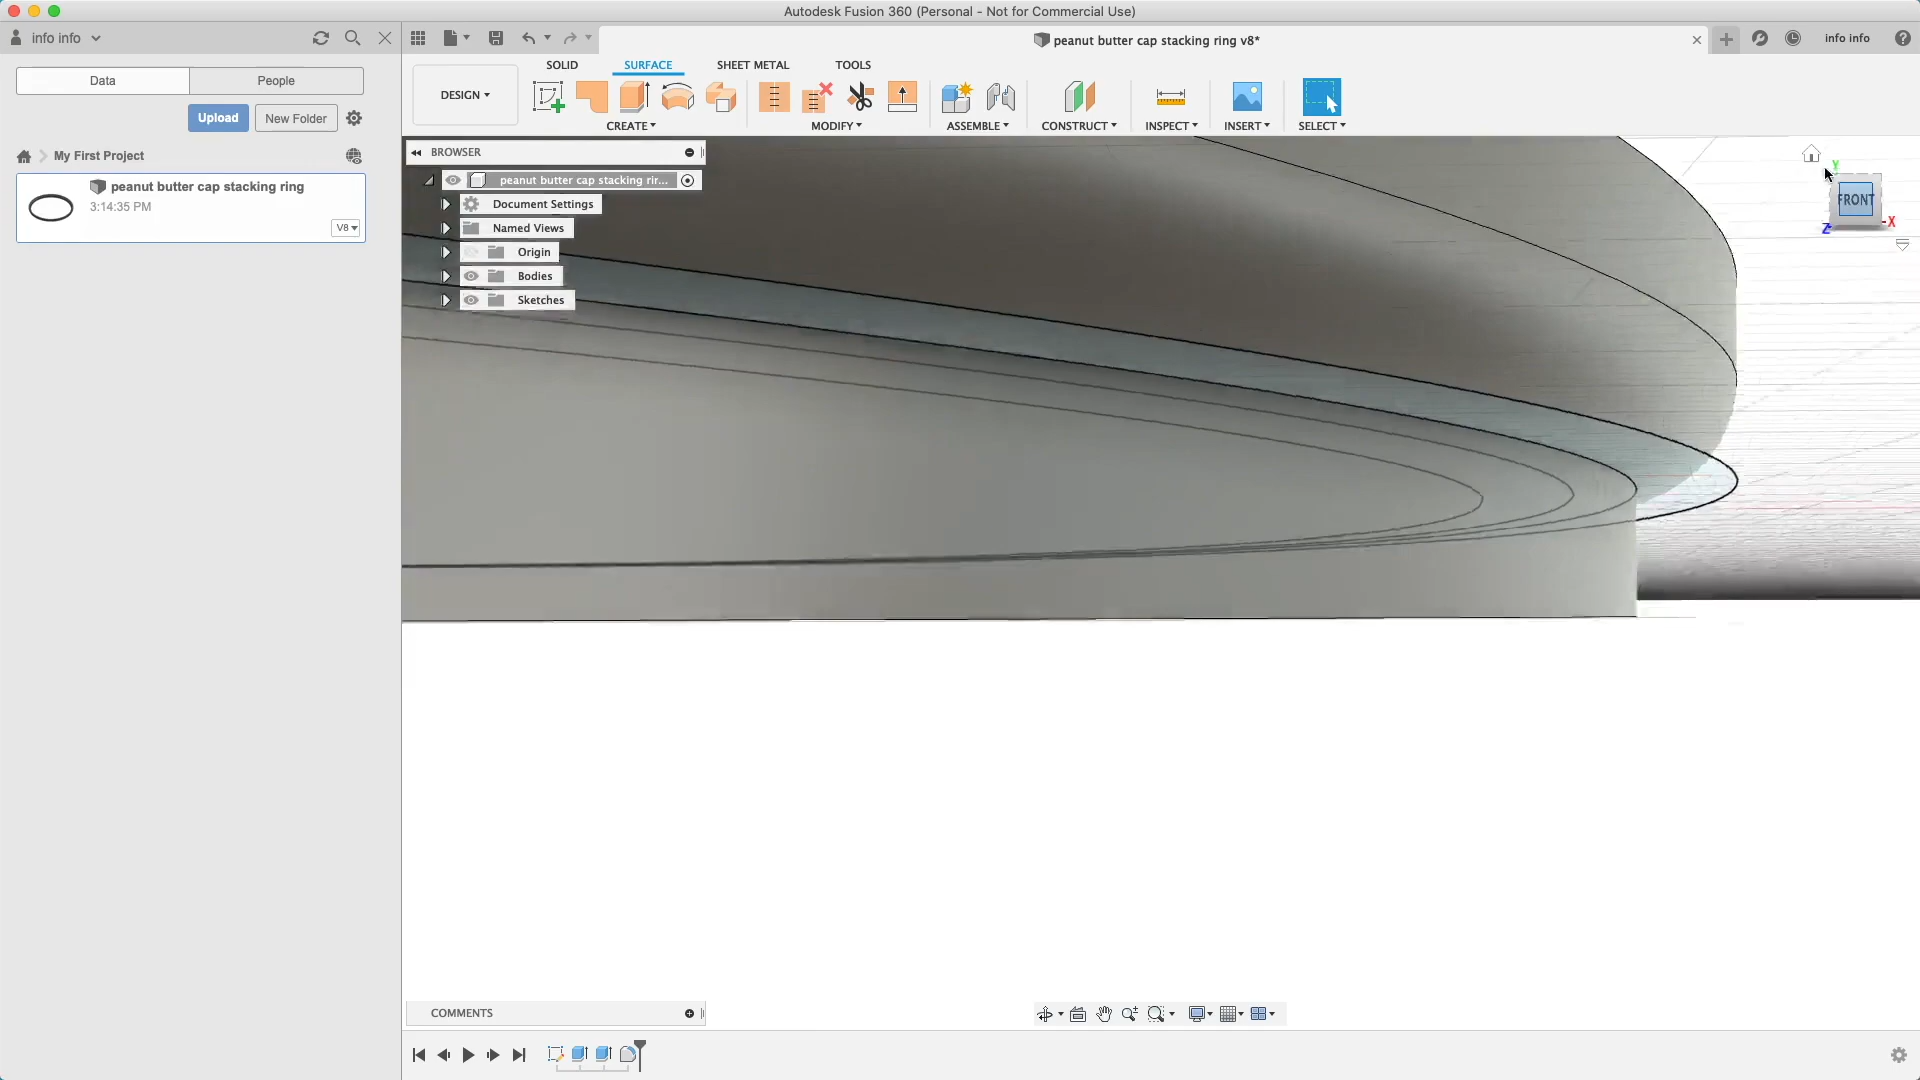 Autodesk Fusion 360 (Personal - Not for Commercial Use)
info info
peanut butter cap stacking ring v8*
info info
Data
People
Upload
New Folder
My First Project
peanut butter cap stacking ring
3:14:35 PM
V8
DESIGN
SOLID
SURFACE
SHEET METAL
TOOLS
CREATE
MODIFY
ASSEMBLE
CONSTRUCT
INSPECT
INSERT
SELECT
BROWSER
peanut butter cap stacking rir...
Document Settings
Named Views
Origin
Bodies
Sketches
Y
FRONT
X
Z
COMMENTS